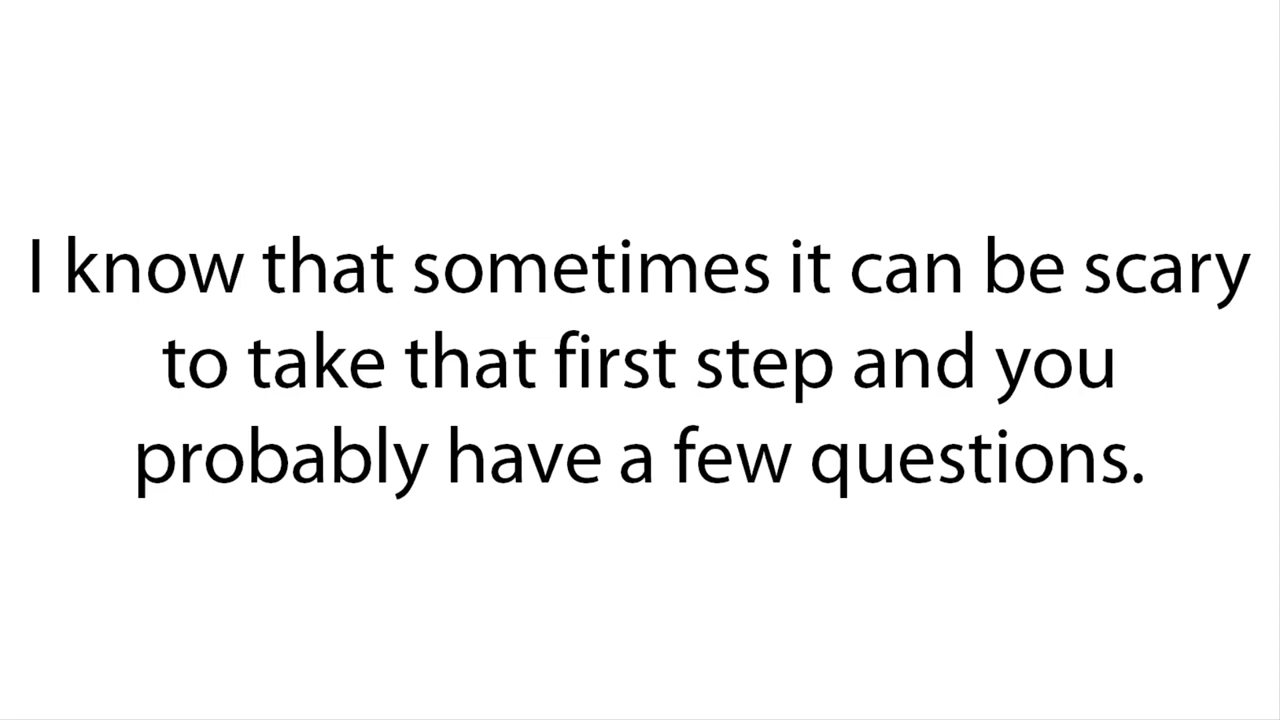 I know that sometimes it can be scary
to take that first step and you
probably have a few questions.